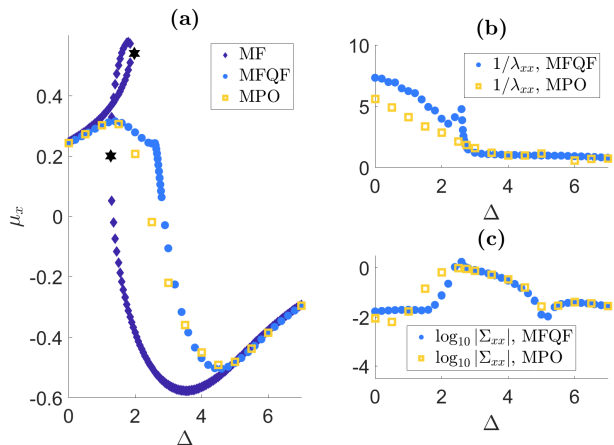 (a)
MF
MFQF
MPO
0.4
0.2
0
-0.2
-0.4
-0.6
μ_x
0 2 4 6
Δ
(b)
1/λ_xx, MFQF
1/λ_xx, MPO
10
5
0
0 2 4 6
Δ
(c)
log₁₀ |Σ_xx|, MFQF
log₁₀ |Σ_xx|, MPO
0
-2
-4
0 2 4 6
Δ